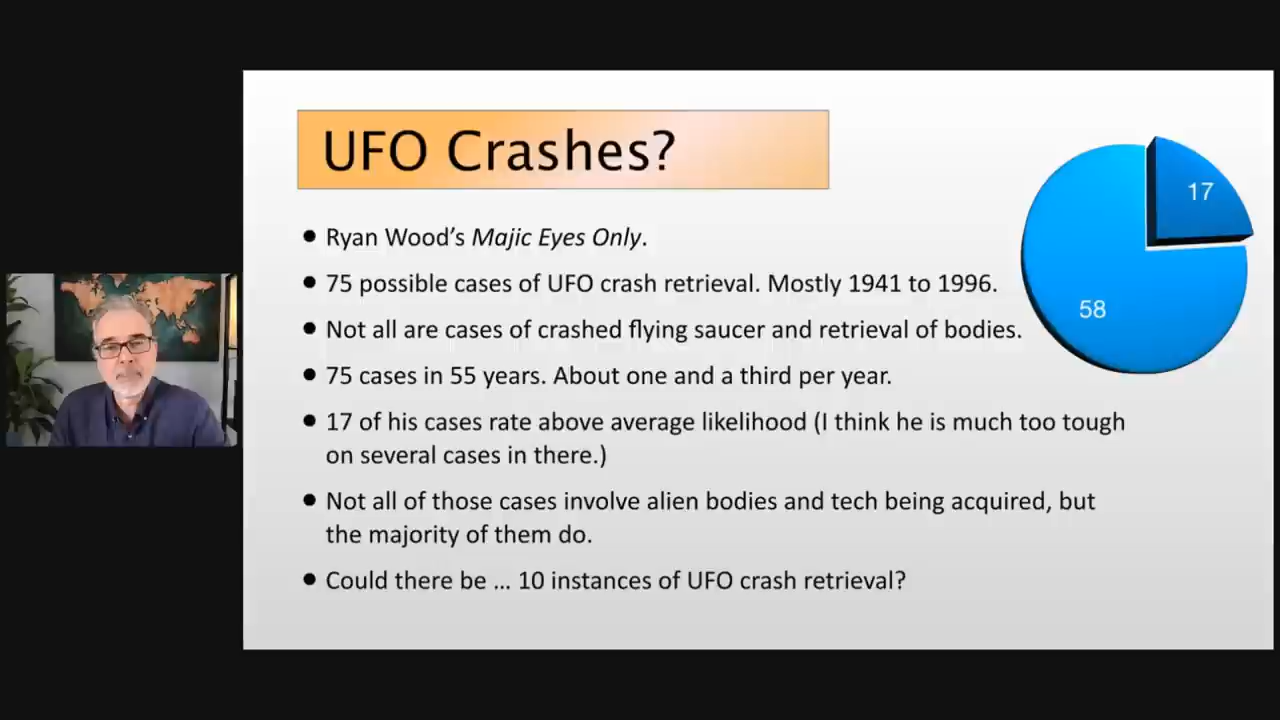 UFO Crashes?
17
58
● Ryan Wood’s Majic Eyes Only.
● 75 possible cases of UFO crash retrieval. Mostly 1941 to 1996.
● Not all are cases of crashed flying saucer and retrieval of bodies.
● 75 cases in 55 years. About one and a third per year.
● 17 of his cases rate above average likelihood (I think he is much too tough
on several cases in there.)
● Not all of those cases involve alien bodies and tech being acquired, but
the majority of them do.
● Could there be … 10 instances of UFO crash retrieval?